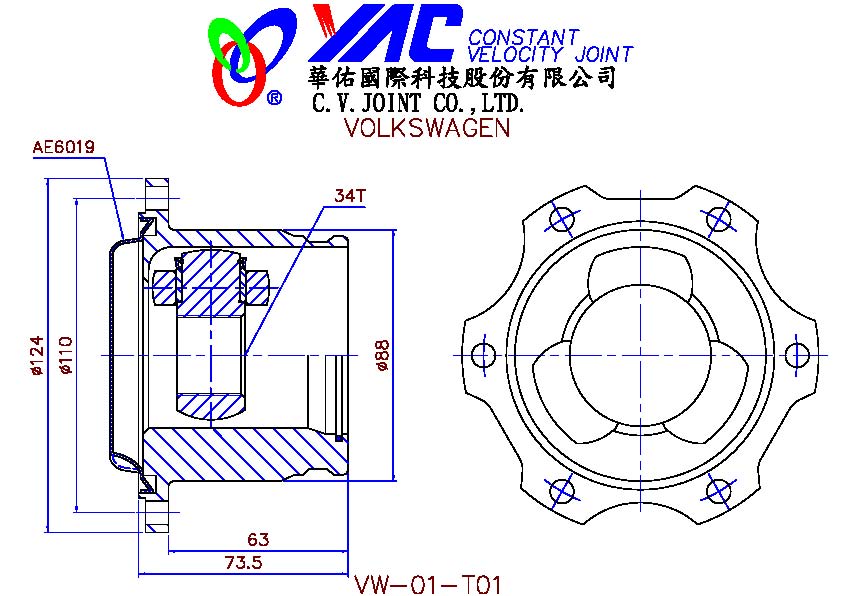 YAC CONSTANT
VELOCITY JOINT
®
華佑國際科技股份有限公司
C.V.JOINT CO.,LTD.
VOLKSWAGEN
AE6019
34T
ø124
ø110
ø88
63
73.5
VW-01-T01